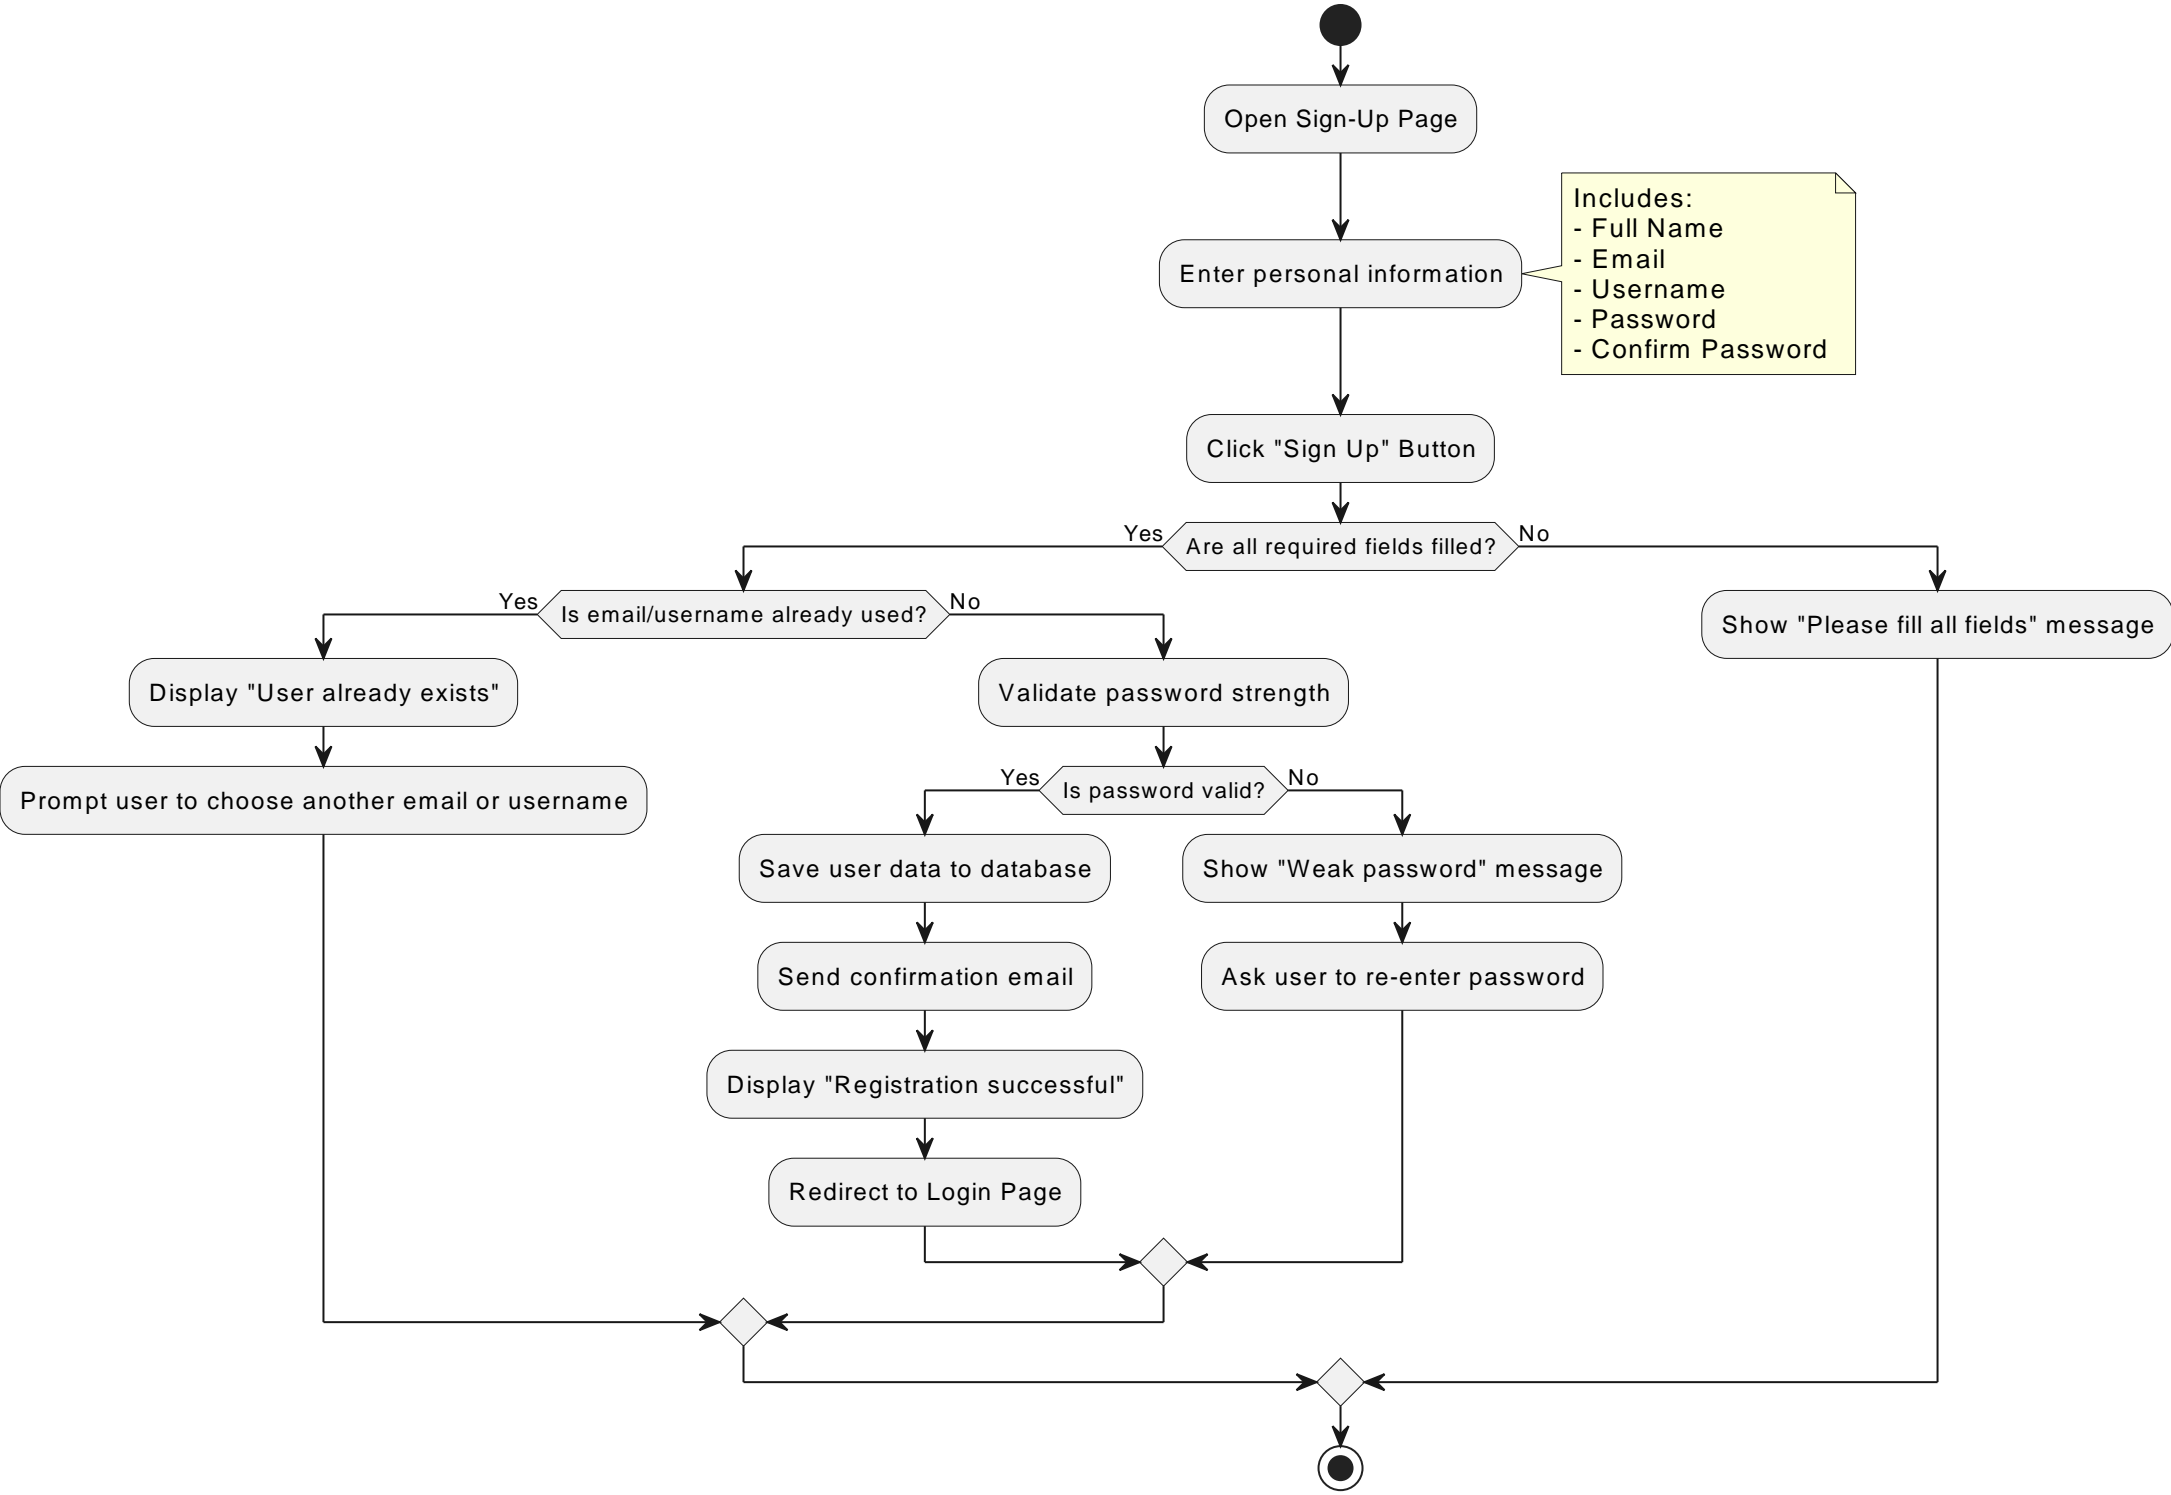 Open Sign-Up Page
Enter personal information
Includes:
- Full Name
- Email
- Username
- Password
- Confirm Password
Click "Sign Up" Button
Are all required fields filled?
Yes
No
Is email/username already used?
Yes
No
Show "Please fill all fields" message
Display "User already exists"
Prompt user to choose another email or username
Validate password strength
Is password valid?
Yes
No
Save user data to database
Send confirmation email
Display "Registration successful"
Redirect to Login Page
Show "Weak password" message
Ask user to re-enter password